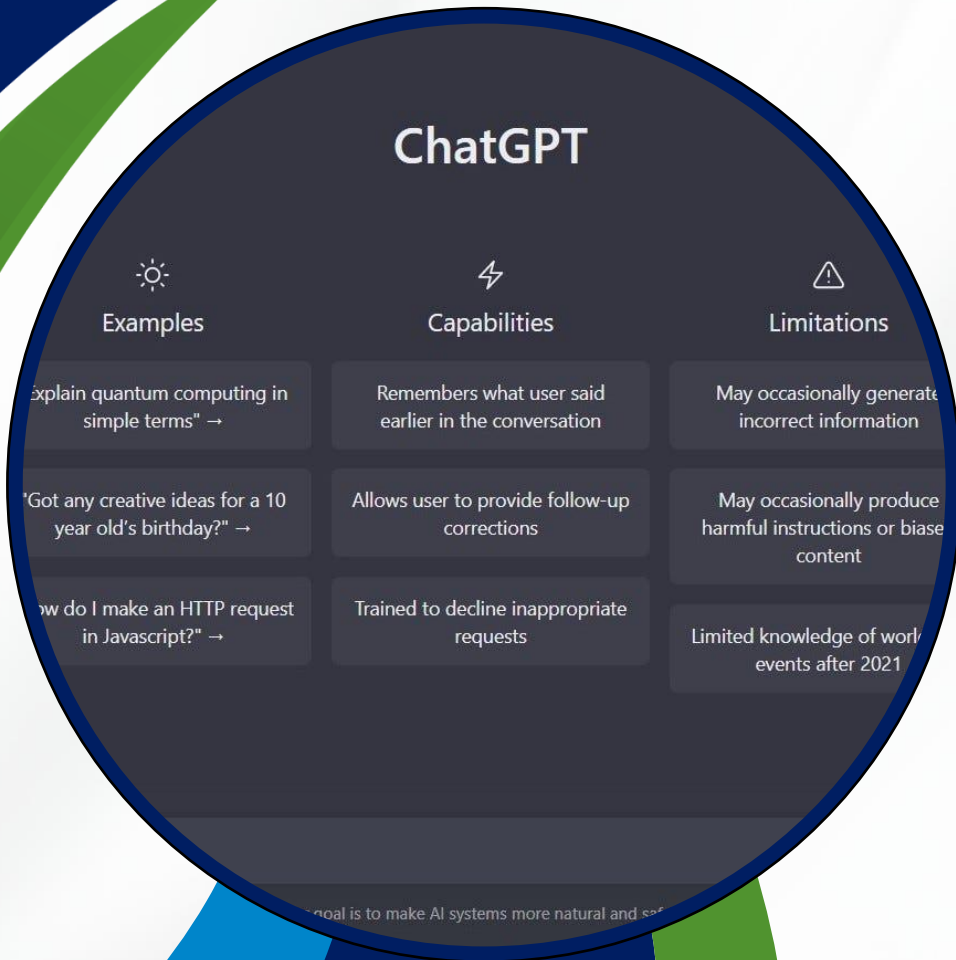 ChatGPT
Examples
Explain quantum computing in
simple terms" →
"Got any creative ideas for a 10
year old's birthday?" →
do I make an HTTP request
in Javascript?" →
Capabilities
Remembers what user said
earlier in the conversation
Allows user to provide follow-up
corrections
Trained to decline inappropriate
requests
Limitations
May occasionally generate
incorrect information
May occasionally produce
harmful instructions or biase
content
Limited knowledge of worl
events after 2021
goal is to make AI systems more natural and saf